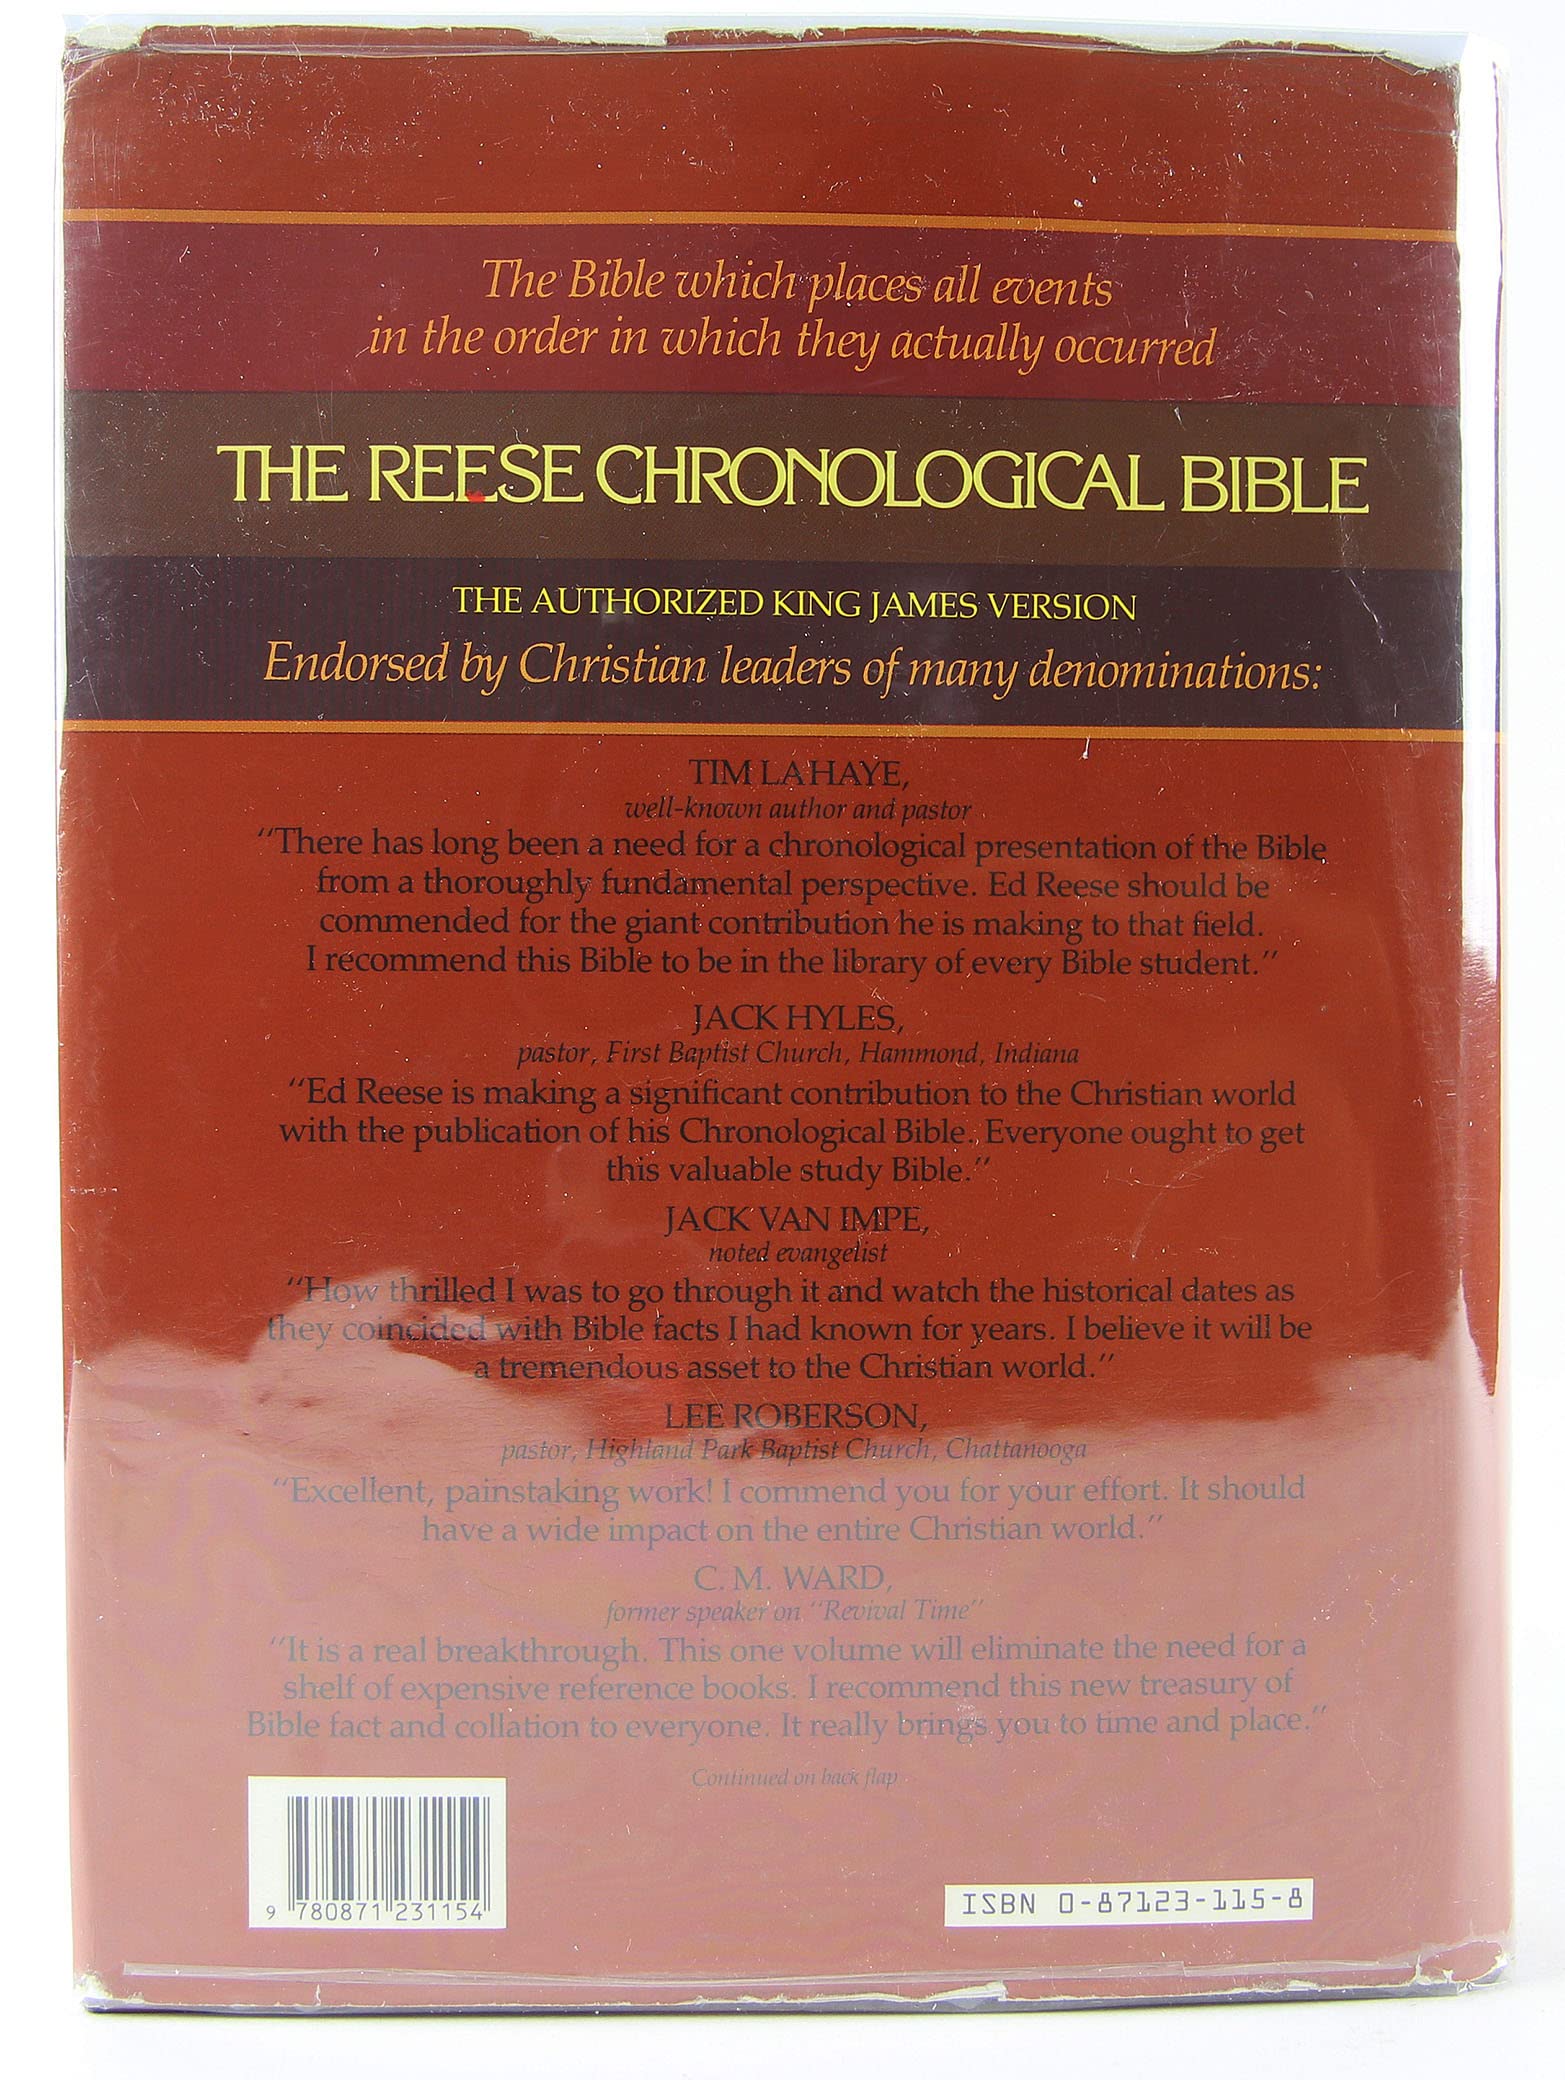 The Bible which places all events
in the order in which they actually occurred
THE REESE CHRONOLOGICAL BIBLE
THE AUTHORIZED KING JAMES VERSION
Endorsed by Christian leaders of many denominations:
TIM LAHAYE,
well-known author and pastor
"There has long been a need for a chronological presentation of the Bible
from a thoroughly fundamental perspective. Ed Reese should be
commended for the giant contribution he is making to that field.
I recommend this Bible to be in the library of every Bible student."
JACK HYLES,
pastor, First Baptist Church, Hammond, Indiana
"Ed Reese is making a significant contribution to the Christian world
with the publication of his Chronological Bible. Everyone ought to get
this valuable study Bible."
JACK VAN IMPE,
noted evangelist
"How thrilled I was to go through it and watch the historical dates as
they coincided with Bible facts I had known for years. I believe it will be
a tremendous asset to the Christian world."
LEE ROBERSON,
pastor, Highland Park Baptist Church, Chattanooga
"Excellent, painstaking work! I commend you for your effort. It should
have a wide impact on the entire Christian world."
C. M. WARD,
former speaker on "Revival Time"
"It is a real breakthrough. This one volume will eliminate the need for a
shelf of expensive reference books. I recommend this new treasury of
Bible fact and collation to everyone. It really brings you to time and place."
Continued on back flap
9 780871 231154
ISBN 0-87123-115-8